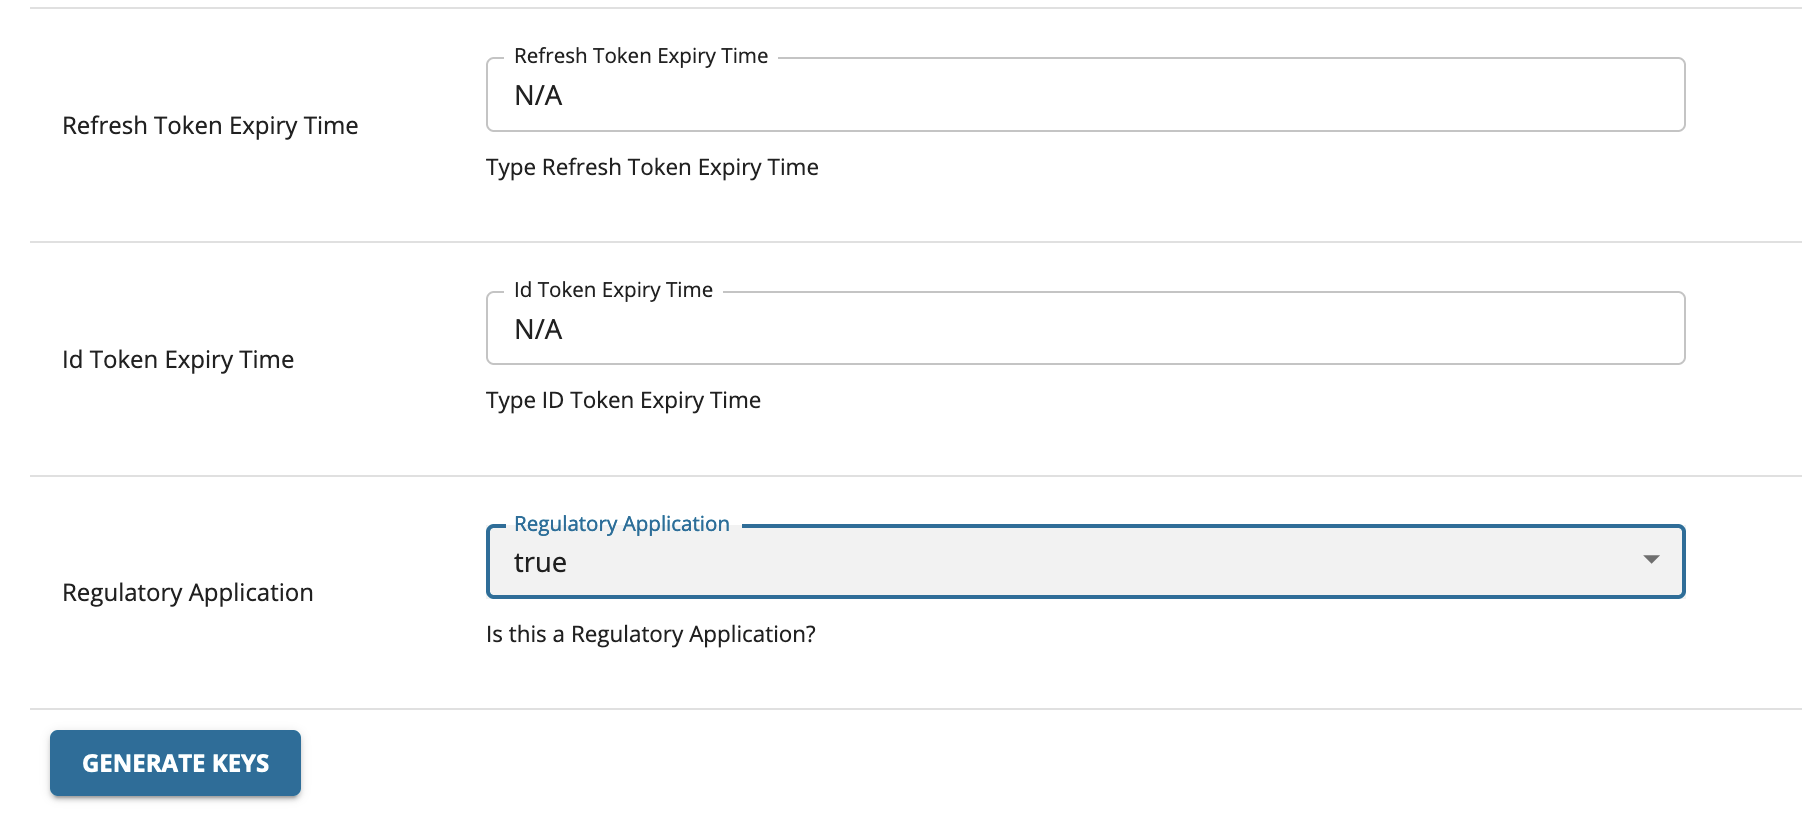 Refresh Token Expiry Time
Refresh Token Expiry Time
N/A
Type Refresh Token Expiry Time
Id Token Expiry Time
Id Token Expiry Time
N/A
Type ID Token Expiry Time
Regulatory Application
Regulatory Application
true
Is this a Regulatory Application?
GENERATE KEYS